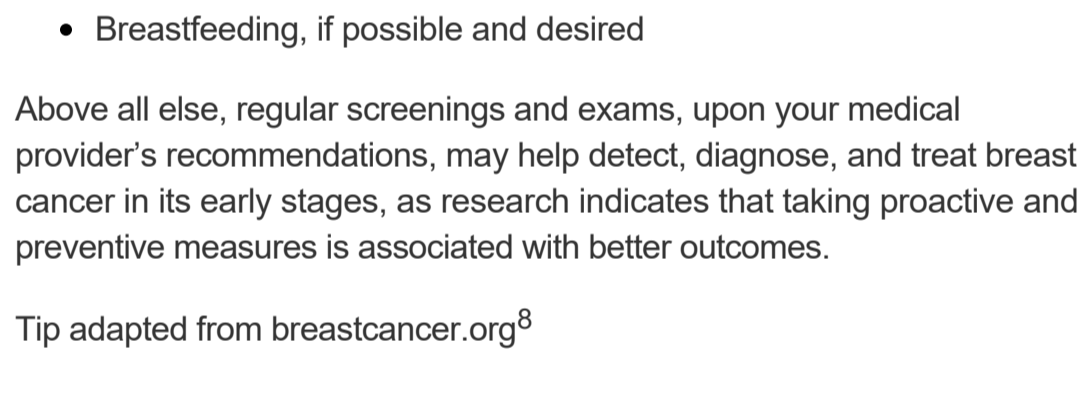 • Breastfeeding, if possible and desired
Above all else, regular screenings and exams, upon your medical
provider’s recommendations, may help detect, diagnose, and treat breast
cancer in its early stages, as research indicates that taking proactive and
preventive measures is associated with better outcomes.
Tip adapted from breastcancer.org⁸